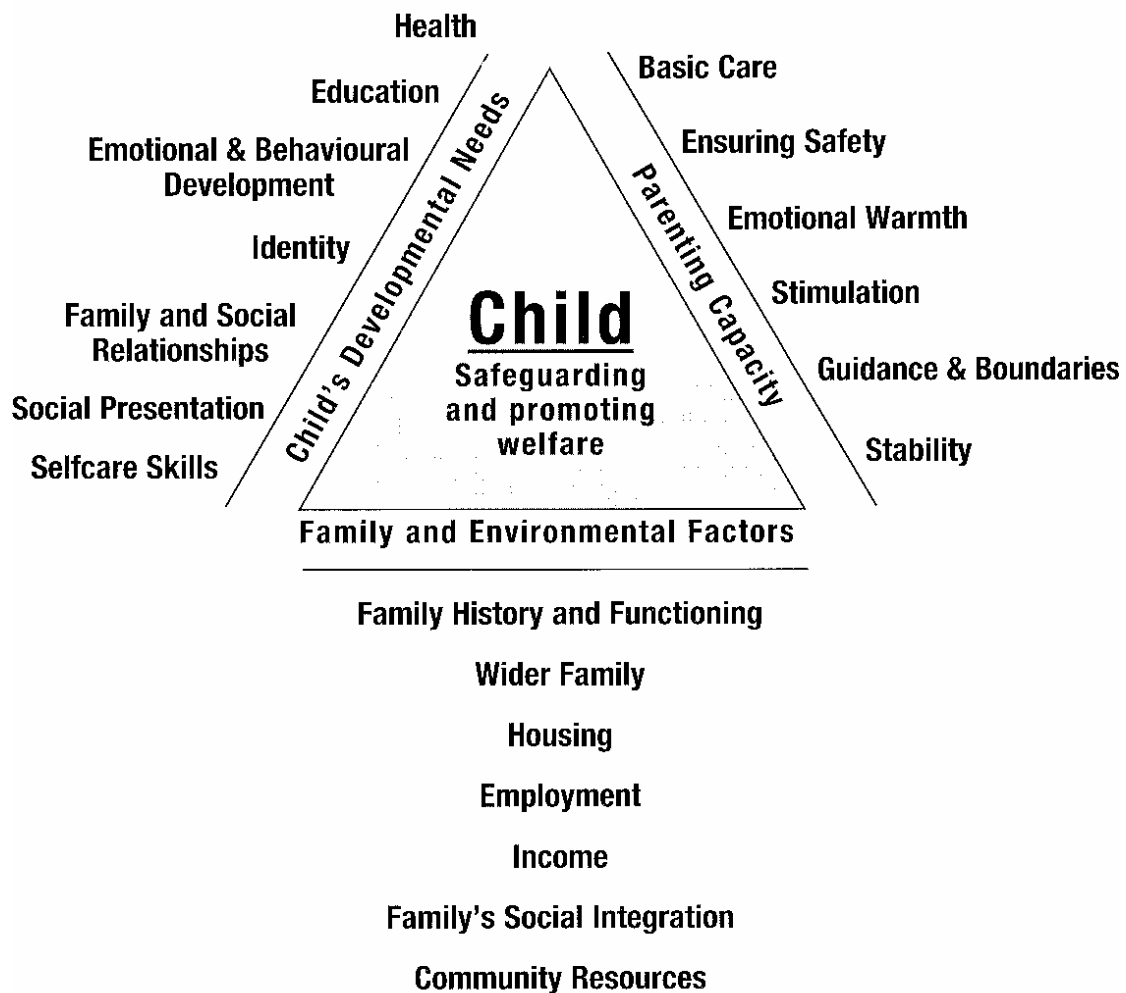 Health
Education
Emotional & Behavioural
Development
Identity
Family and Social
Relationships
Social Presentation
Selfcare Skills
Child's Developmental Needs
Basic Care
Ensuring Safety
Emotional Warmth
Stimulation
Guidance & Boundaries
Stability
Parenting Capacity
Child
Safeguarding
and promoting
welfare
Family and Environmental Factors
Family History and Functioning
Wider Family
Housing
Employment
Income
Family's Social Integration
Community Resources